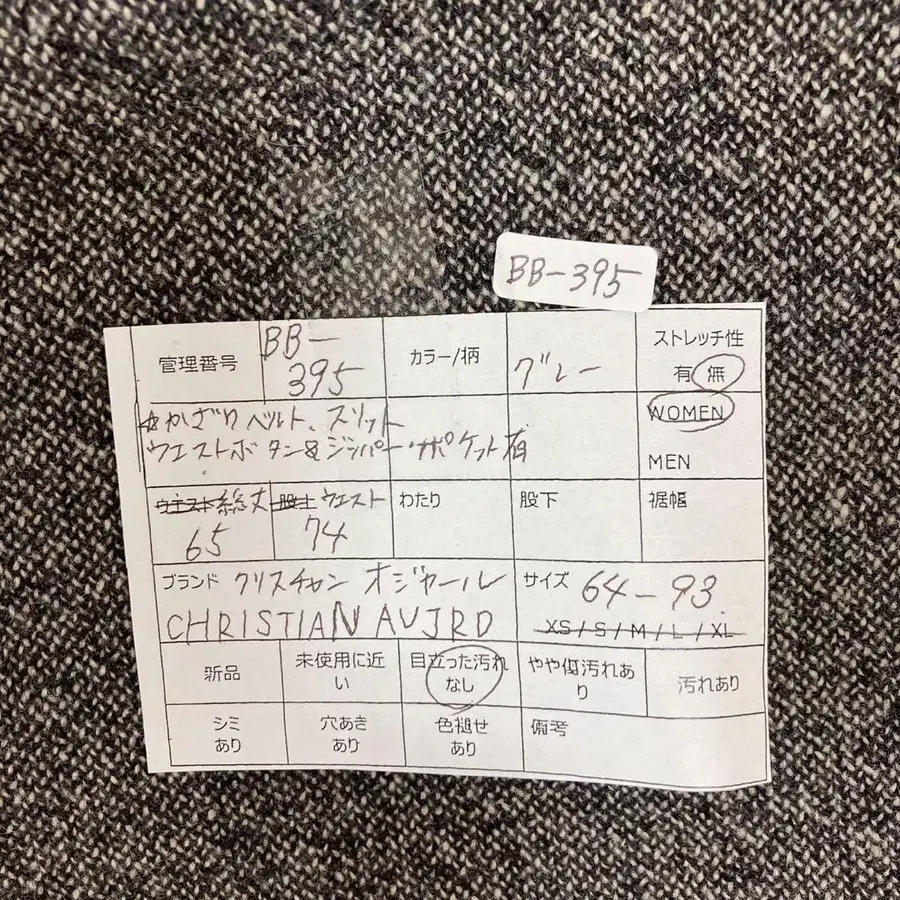 BB-395
管理番号 BB-395 カラー/柄 グレー ストレッチ性 有 無
かざりベルト、スリット
ウエストボタン&ジッパー・ポケット有
WOMEN
MEN
ウエスト 総丈 65 股上 ウエスト 74 わたり 股下 裾幅
ブランド クリスチャン オジャール
CHRISTIAN AUJRD
サイズ 64-93
XS/S/M/L/XL
新品 未使用に近い 目立った汚れなし やや傷汚れあり 汚れあり
シミあり 穴あきあり 色褪せあり 備考